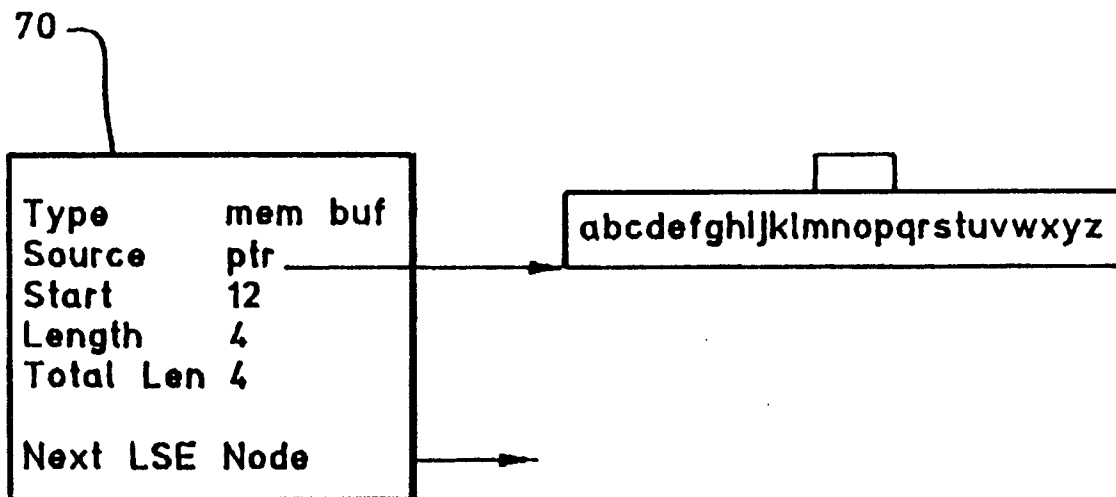 70
Type mem buf
Source ptr
Start 12
Length 4
Total Len 4
Next LSE Node
abcdefghijklmnopqrstuvwxyz